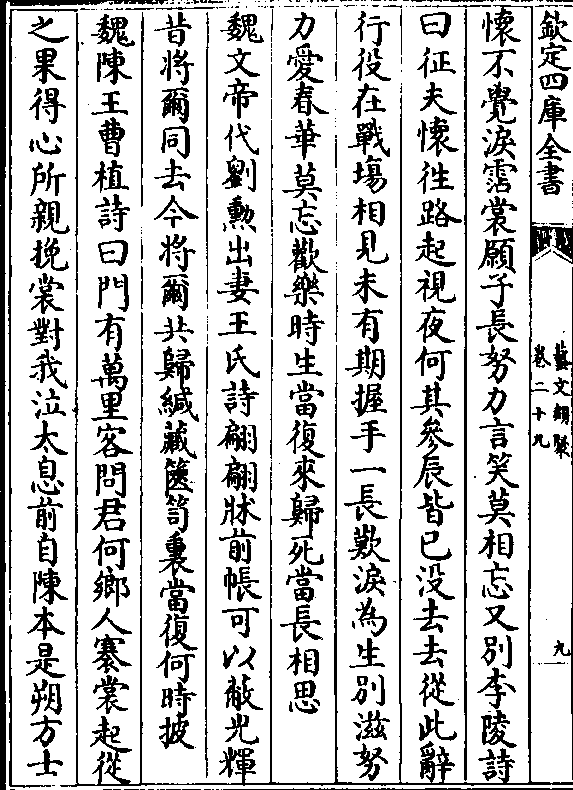 欽定四庫全書
藝文類聚
卷二十九
九
懷不覺淚霑裳願子長努力言笑莫相忘又別李陵詩
曰征夫懷往路起視夜何其參辰皆已没去去從此辭
行役在戰塲相見未有期握手一長歎淚為生别滋努
力愛春華莫忘歡樂時生當復來歸死當長相思
魏文帝代劉勲出妻王氏詩翩翩牀前帳可以蔽光輝
昔將爾同去今將爾共歸緘藏篋笥裏當復何時披
魏陳王曹植詩曰門有萬里客問君何鄉人褰裳起從
之果得心所親挽裳對我泣太息前自陳本是朔方士